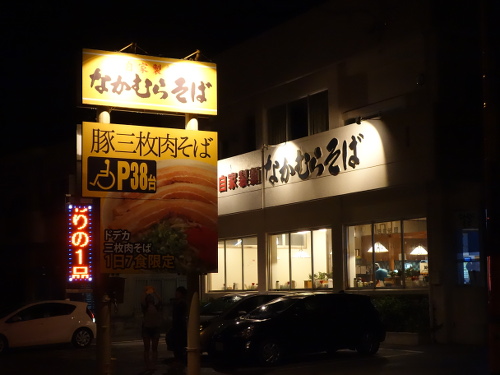 なかむらそば
豚三枚肉そば
P38台
トデカ
三枚肉そば
1日7食限定
自家製麺
なかむらそば
りの1品